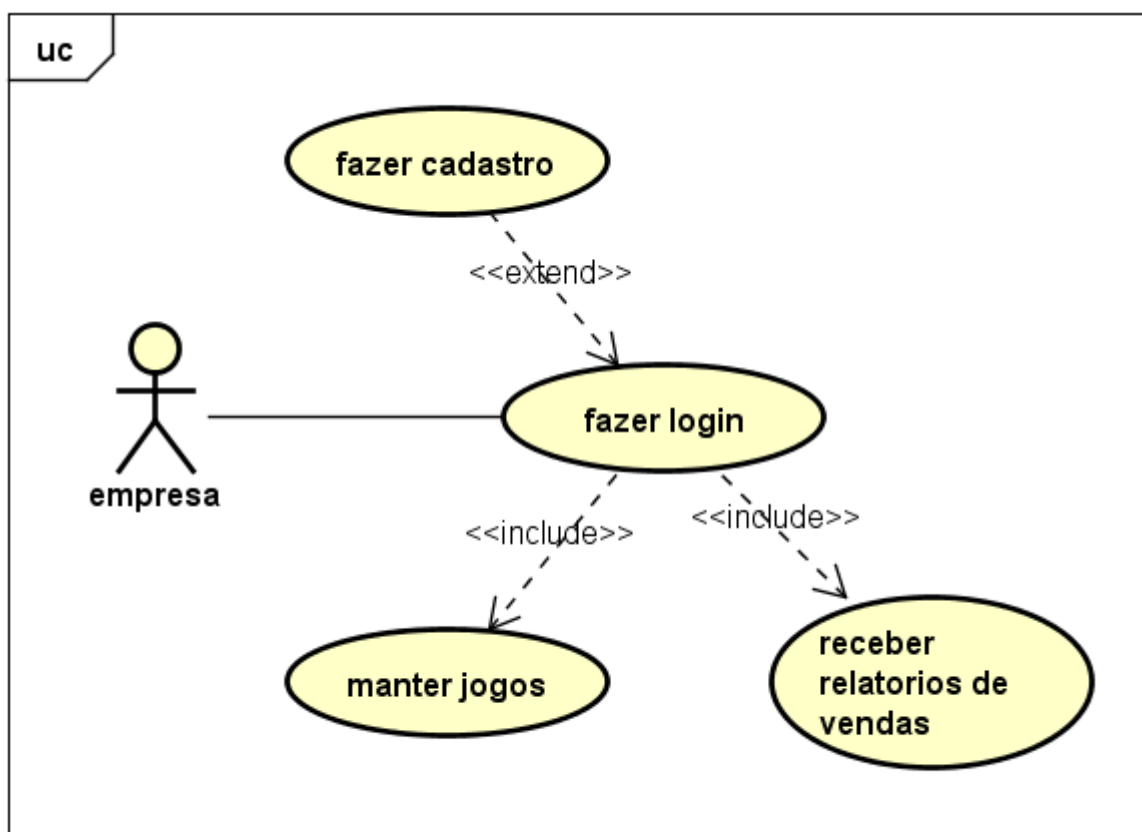 uc
fazer cadastro
<<extend>>
fazer login
empresa
<<include>>
<<include>>
manter jogos
receber
relatorios de
vendas